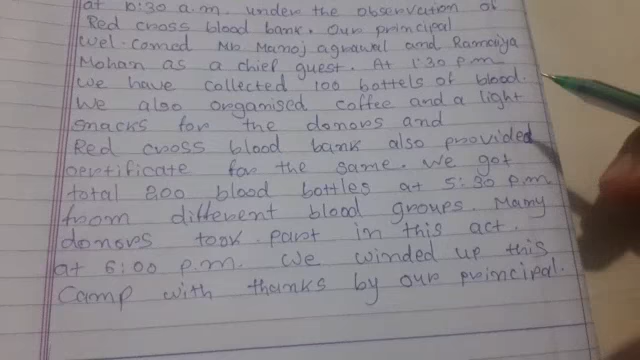 at 10:30 a.m. under the observation of
Red cross blood bank. Our principal
Wel-comed Mr Manoj agrawal and Ramaiya
Mohan as a chief guest. At 1:30 p.m
We have collected 100 bottels of blood.
We also organised coffee and a light
snacks for the donors and
Red cross blood bank also provided
certificate for the same. We got
total 200 blood bottles at 5:30 p.m.
from different blood groups. Many
donors took part in this act.
at 6:00 p.m. We winded up this
Camp with thanks by our principal.